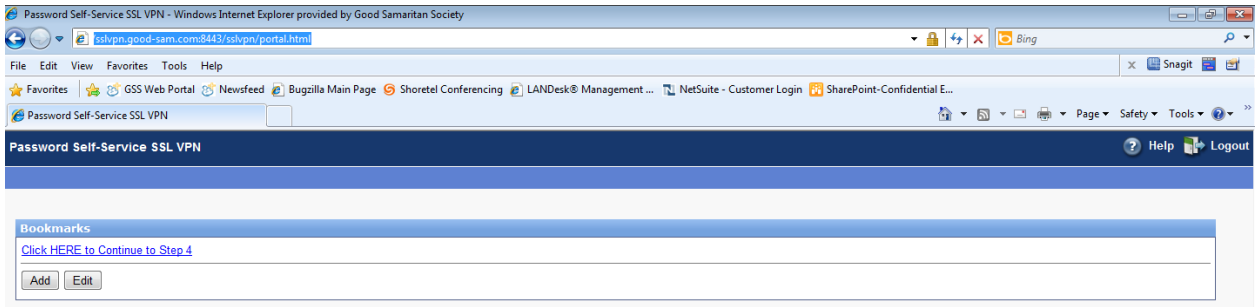 Password Self-Service SSL VPN - Windows Internet Explorer provided by Good Samaritan Society
sslvpn.good-sam.com:8443/sslvpn/portal.html Bing
File Edit View Favorites Tools Help x Snagit
Favorites GSS Web Portal Newsfeed Bugzilla Main Page Shoretel Conferencing LANDesk® Management ... NetSuite - Customer Login SharePoint-Confidential E...
Password Self-Service SSL VPN Page Safety Tools »
Password Self-Service SSL VPN Help Logout
Bookmarks
Click HERE to Continue to Step 4
Add Edit